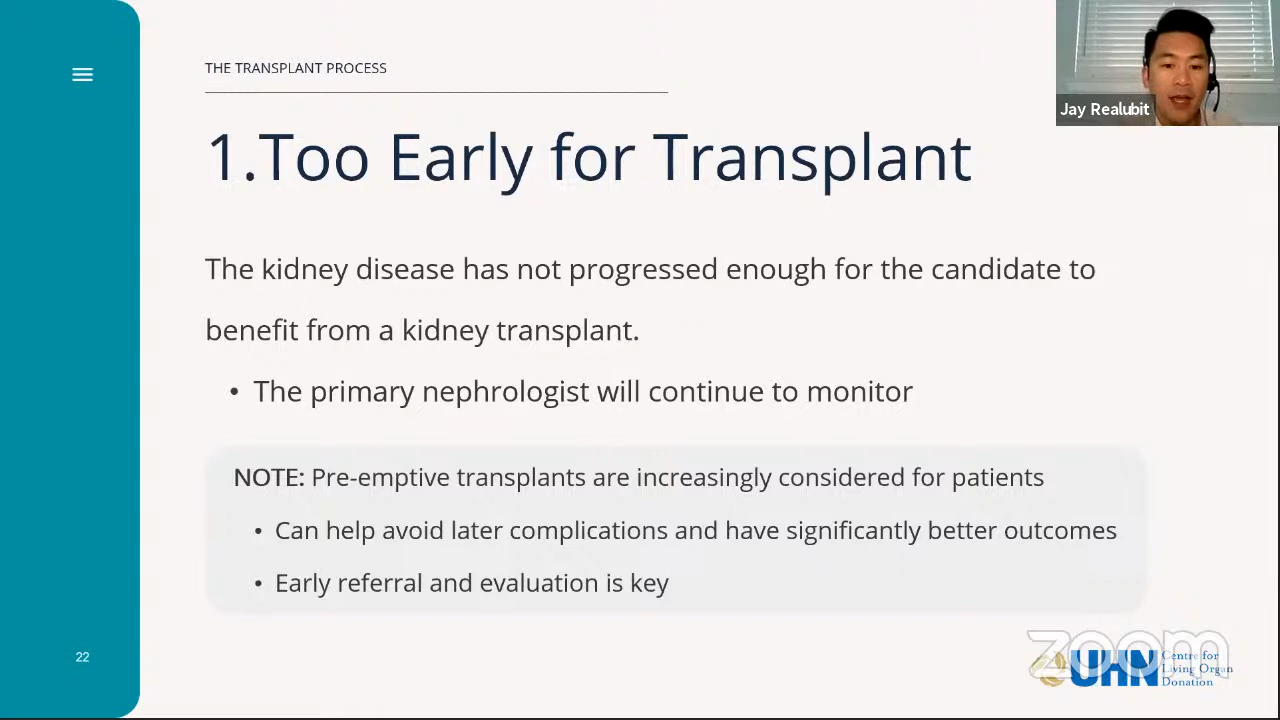 THE TRANSPLANT PROCESS
Jay Realubit
1.Too Early for Transplant
The kidney disease has not progressed enough for the candidate to
benefit from a kidney transplant.
• The primary nephrologist will continue to monitor
NOTE: Pre-emptive transplants are increasingly considered for patients
• Can help avoid later complications and have significantly better outcomes
• Early referral and evaluation is key
22
zoom
UHN
Centre for
Living Organ
Donation